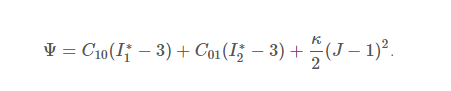 Ψ = C₁₀(I₁* − 3) + C₀₁(I₂* − 3) + κ/2 (J − 1)².